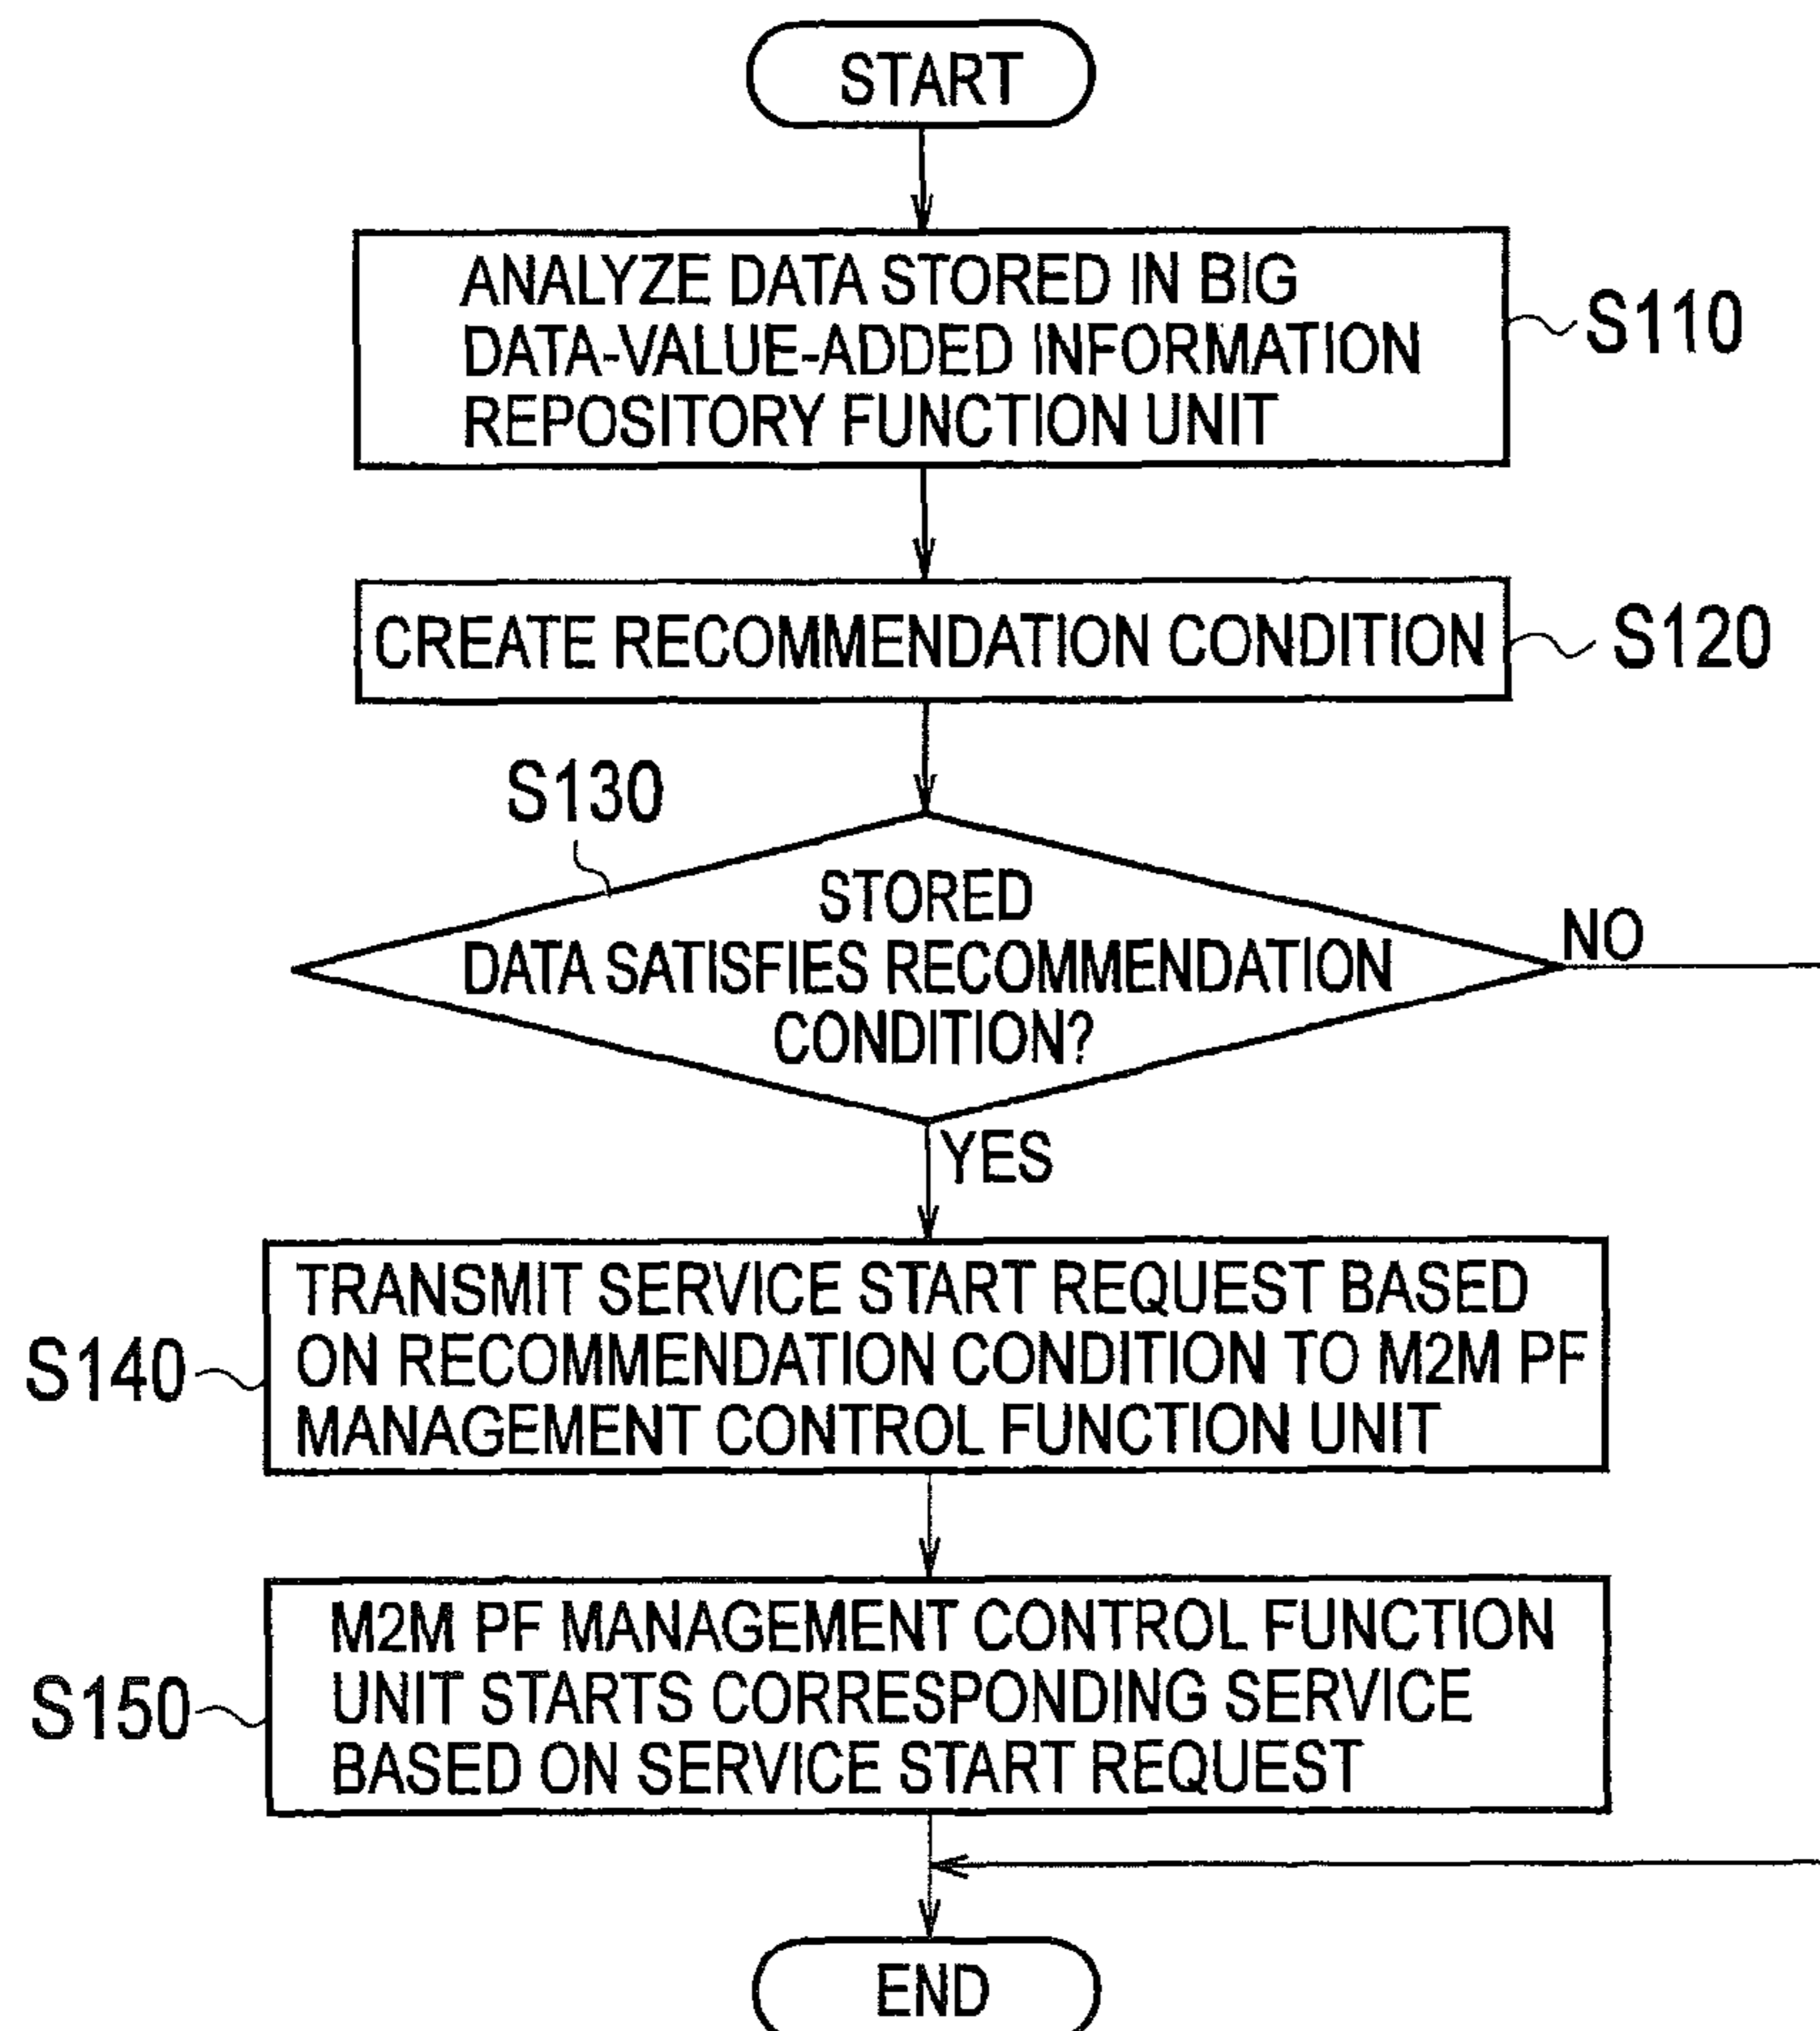 START
ANALYZE DATA STORED IN BIG
DATA-VALUE-ADDED INFORMATION
REPOSITORY FUNCTION UNIT
S110
CREATE RECOMMENDATION CONDITION
S120
S130
STORED
DATA SATISFIES RECOMMENDATION
CONDITION?
NO
YES
TRANSMIT SERVICE START REQUEST BASED
ON RECOMMENDATION CONDITION TO M2M PF
MANAGEMENT CONTROL FUNCTION UNIT
S140
M2M PF MANAGEMENT CONTROL FUNCTION
UNIT STARTS CORRESPONDING SERVICE
BASED ON SERVICE START REQUEST
S150
END